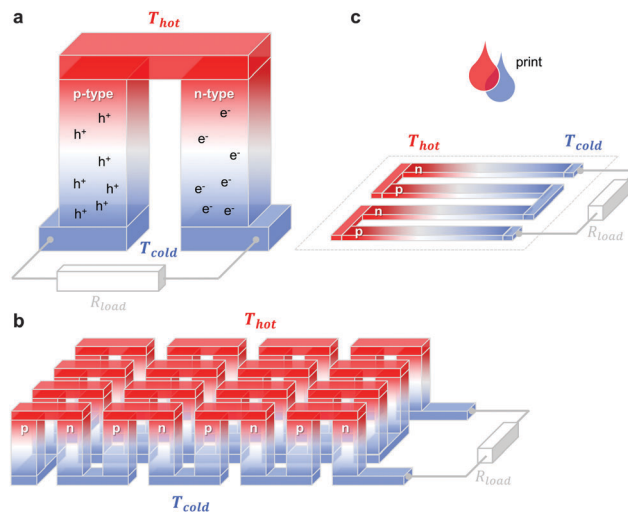 a
T_hot
p-type
n-type
h⁺
h⁺
h⁺
h⁺
h⁺
h⁺
h⁺
e⁻
e⁻
e⁻
e⁻
e⁻
e⁻
e⁻
T_cold
R_load
c
print
T_hot
T_cold
n
p
n
p
R_load
b
T_hot
p n p n p n p n
R_load
T_cold